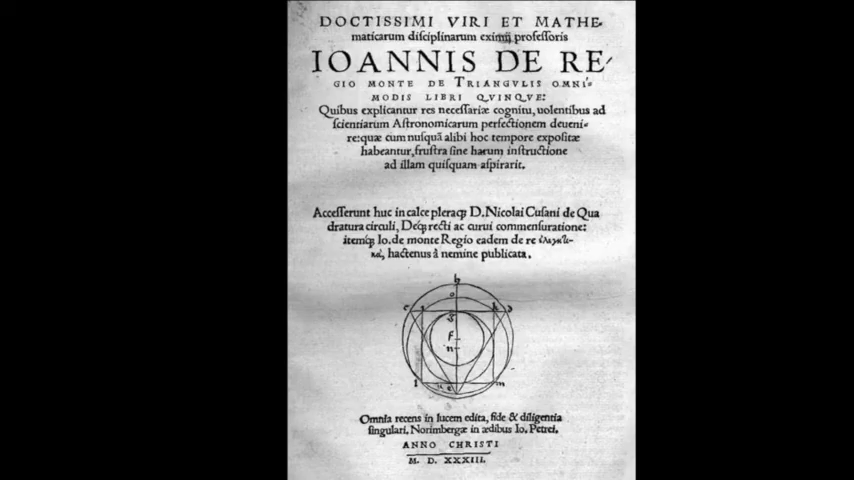 DOCTISSIMI VIRI ET MATHE-
maticarum disciplinarum eximij professoris
IOANNIS DE RE-
GIO MONTE DE TRIANGVLIS OMNI-
MODIS LIBRI QVINQVE:
Quibus explicantur res necessariæ cognitu, uolentibus ad
scientiarum Astronomicarum perfectionem deueni-
re: quæ cum nusquã alibi hoc tempore expositæ
habeantur, frustra sine harum instructione
ad illam quisquam aspirarit.
Accesserunt huc in calce pleraq; D. Nicolai Cusani de Qua
dratura circuli, Deq; recti ac curui commensuratione:
itemq; Io. de monte Regio eadem de re
hactenus à nemine publicata.
b
o
c
i
k
d
g
f
n
l
e
m
Omnia recens in lucem edita, fide & diligentia
singulari. Norimbergæ in ædibus Io. Petrei.
ANNO CHRISTI
M. D. XXXIII.